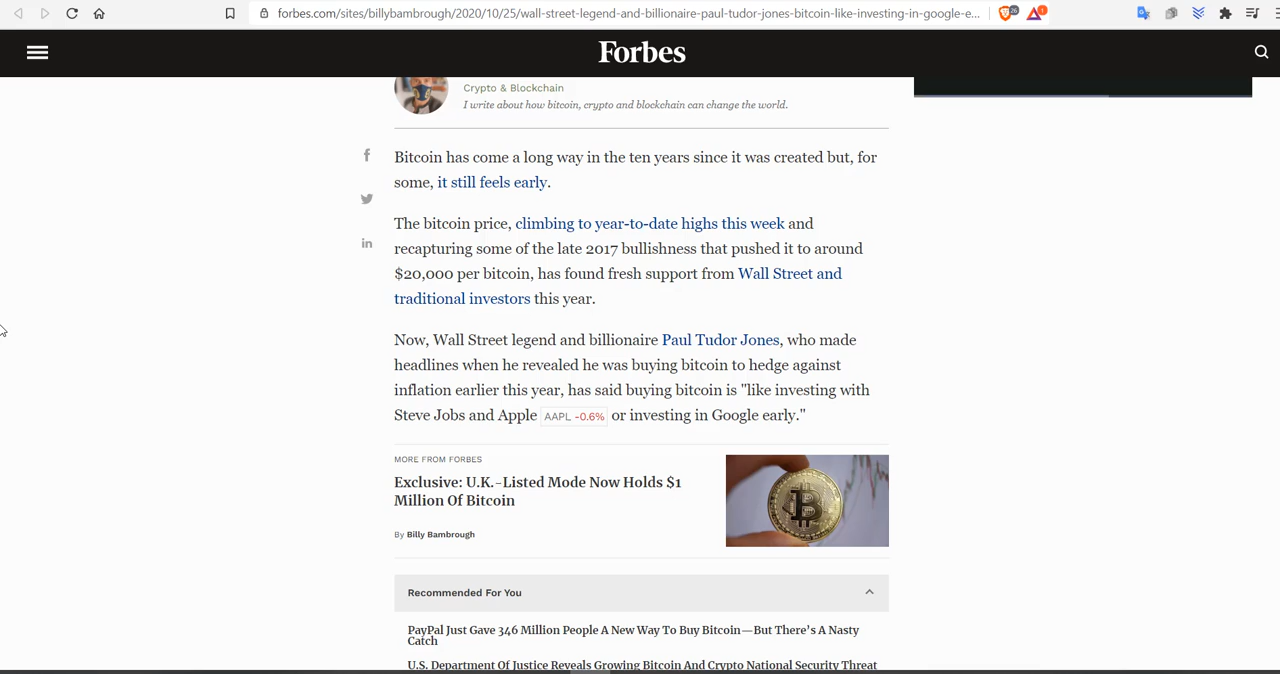 forbes.com/sites/billybambrough/2020/10/25/wall-street-legend-and-billionaire-paul-tudor-jones-bitcoin-like-investing-in-google-e...
26
1
Forbes
Crypto & Blockchain
I write about how bitcoin, crypto and blockchain can change the world.
Bitcoin has come a long way in the ten years since it was created but, for
some, it still feels early.
The bitcoin price, climbing to year-to-date highs this week and
recapturing some of the late 2017 bullishness that pushed it to around
$20,000 per bitcoin, has found fresh support from Wall Street and
traditional investors this year.
Now, Wall Street legend and billionaire Paul Tudor Jones, who made
headlines when he revealed he was buying bitcoin to hedge against
inflation earlier this year, has said buying bitcoin is "like investing with
Steve Jobs and Apple AAPL -0.6% or investing in Google early."
MORE FROM FORBES
Exclusive: U.K.-Listed Mode Now Holds $1
Million Of Bitcoin
By Billy Bambrough
Recommended For You
PayPal Just Gave 346 Million People A New Way To Buy Bitcoin—But There's A Nasty
Catch
U.S. Department Of Justice Reveals Growing Bitcoin And Crypto National Security Threat